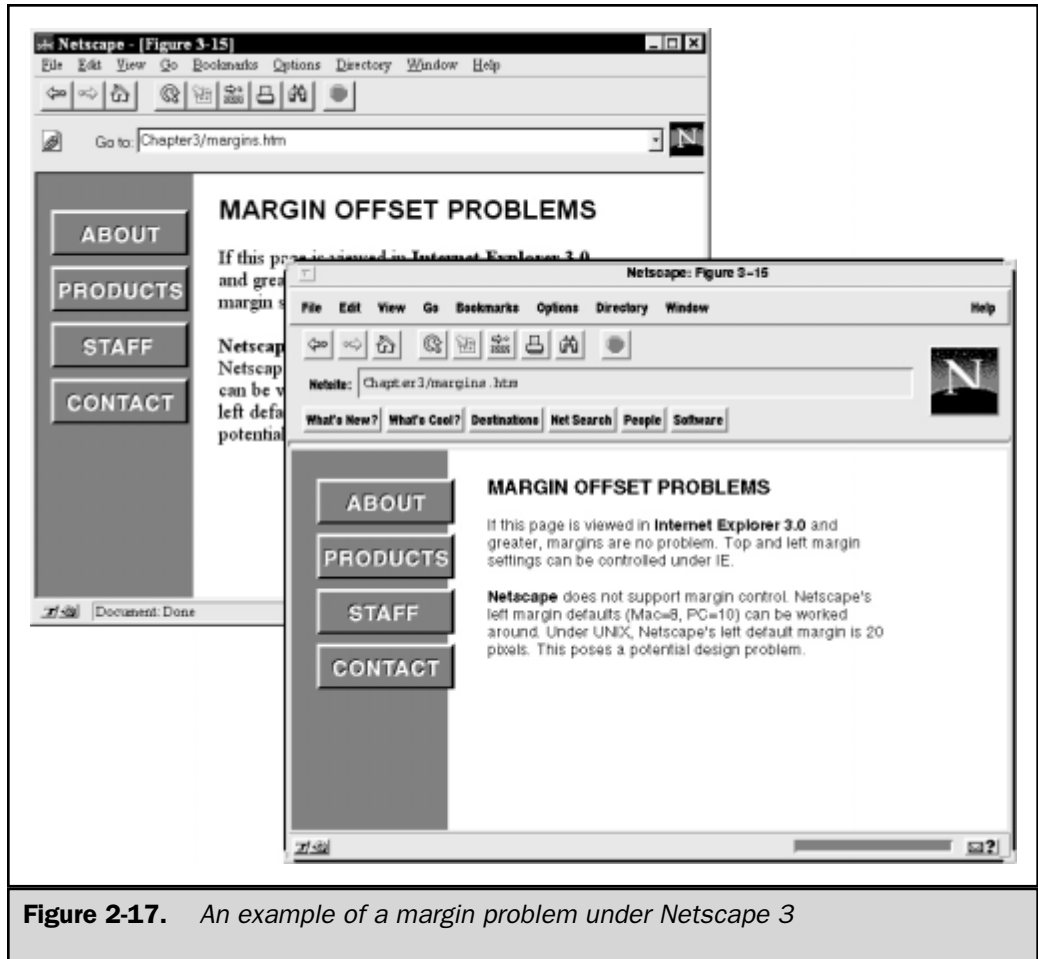 Netscape - [Figure 3-15]
File Edit View Go Bookmarks Options Directory Window Help
Go to: Chapter3/margins.htm
N
ABOUT
PRODUCTS
STAFF
CONTACT
MARGIN OFFSET PROBLEMS
If this page is viewed in Internet Explorer 3.0
and grea
margin s
Netscap
Netscap
can be v
left defa
potential
Document: Done
Netscape: Figure 3-15
File Edit View Go Bookmarks Options Directory Window Help
Netsite: Chapter3/margins.htm
N
What's New? What's Cool? Destinations Net Search People Software
ABOUT
PRODUCTS
STAFF
CONTACT
MARGIN OFFSET PROBLEMS
If this page is viewed in Internet Explorer 3.0 and
greater, margins are no problem. Top and left margin
settings can be controlled under IE.
Netscape does not support margin control. Netscape's
left margin defaults (Mac=8, PC=10) can be worked
around. Under UNIX, Netscape's left default margin is 20
pixels. This poses a potential design problem.
?
Figure 2-17. An example of a margin problem under Netscape 3